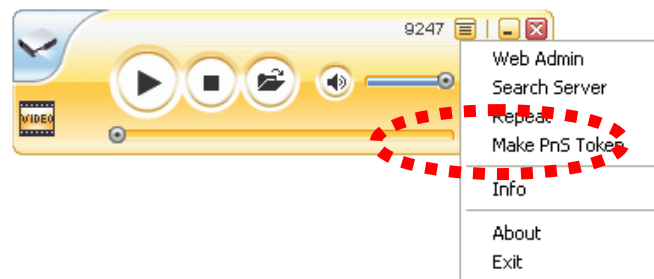 9247
VIDEO
Web Admin
Search Server
Repeat
Make PnS Token
Info
About
Exit